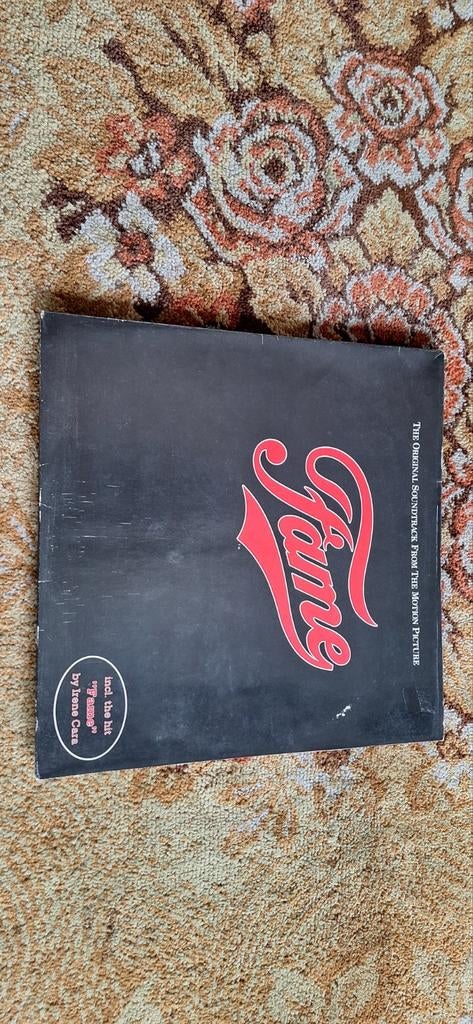 THE ORIGINAL SOUNDTRACK FROM THE MOTION PICTURE
Fame
incl. the hit
"Fame"
by Irene Cara